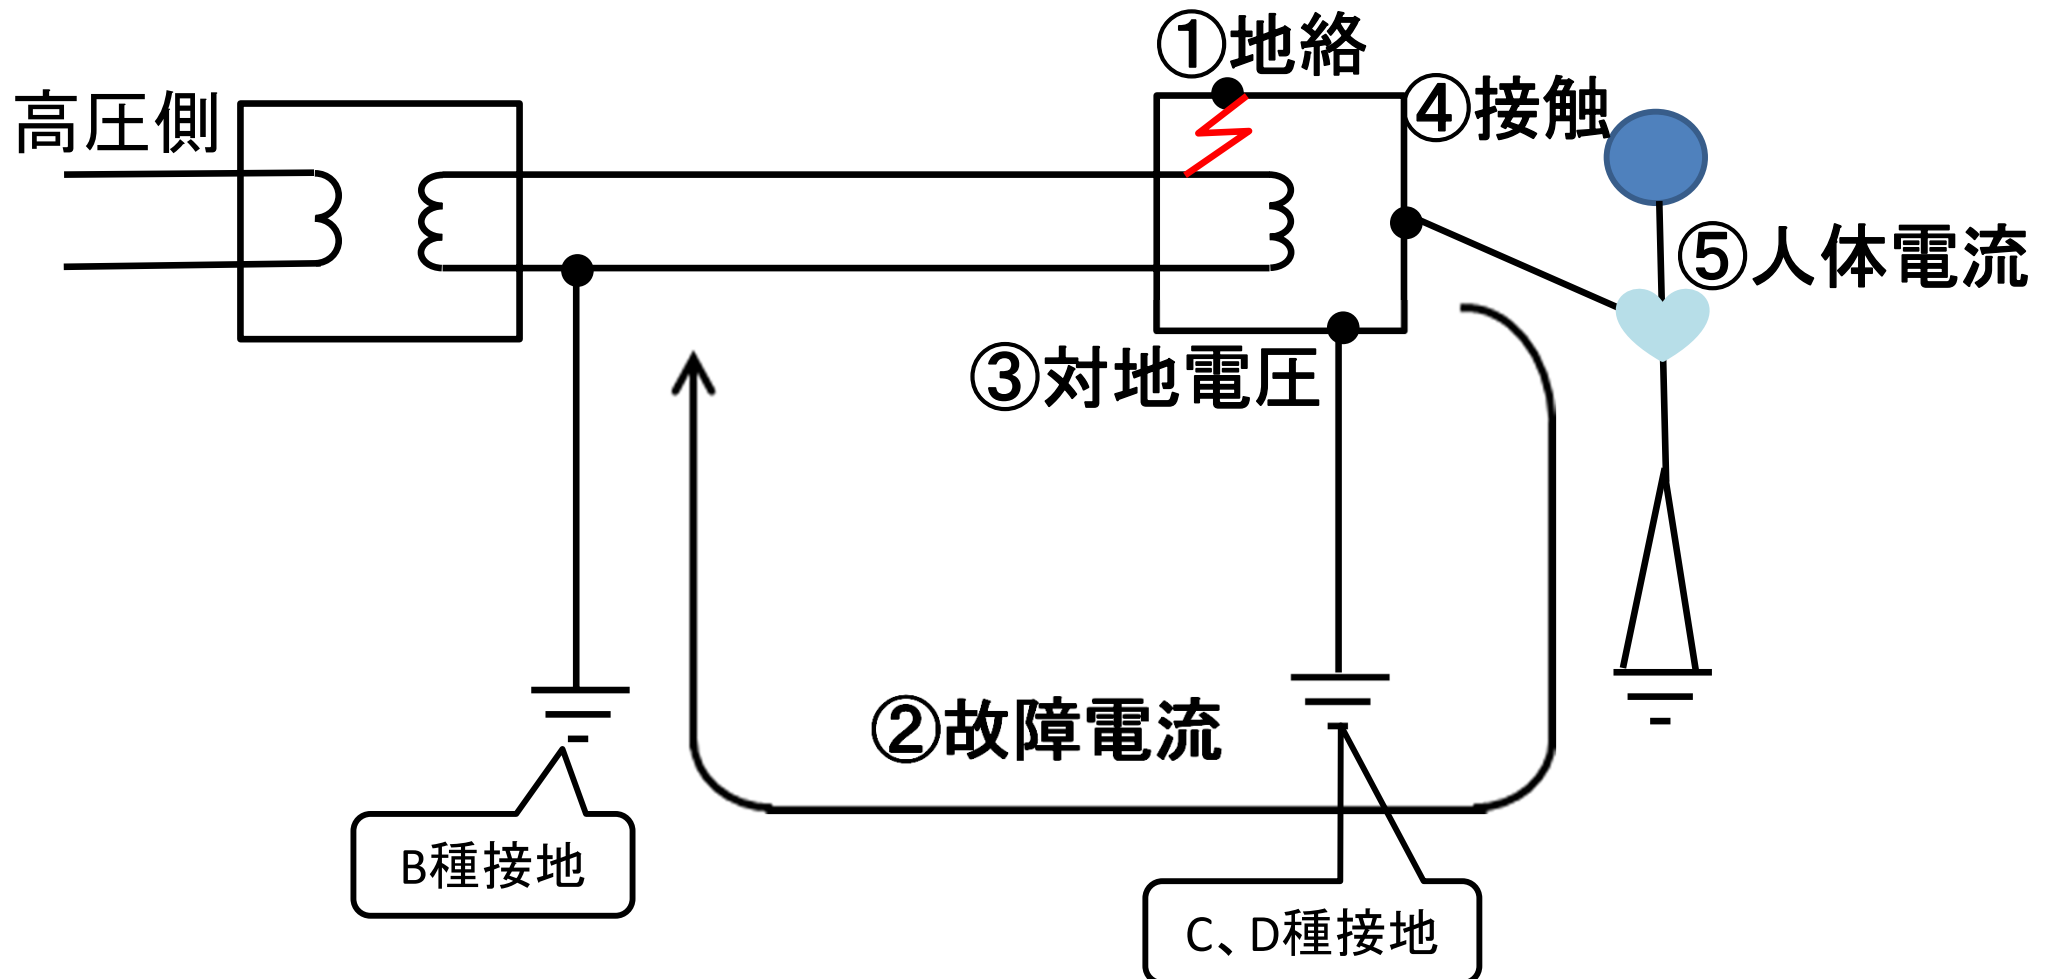 ①地絡
高圧側
④接触
⑤人体電流
③対地電圧
②故障電流
B種接地
C、D種接地